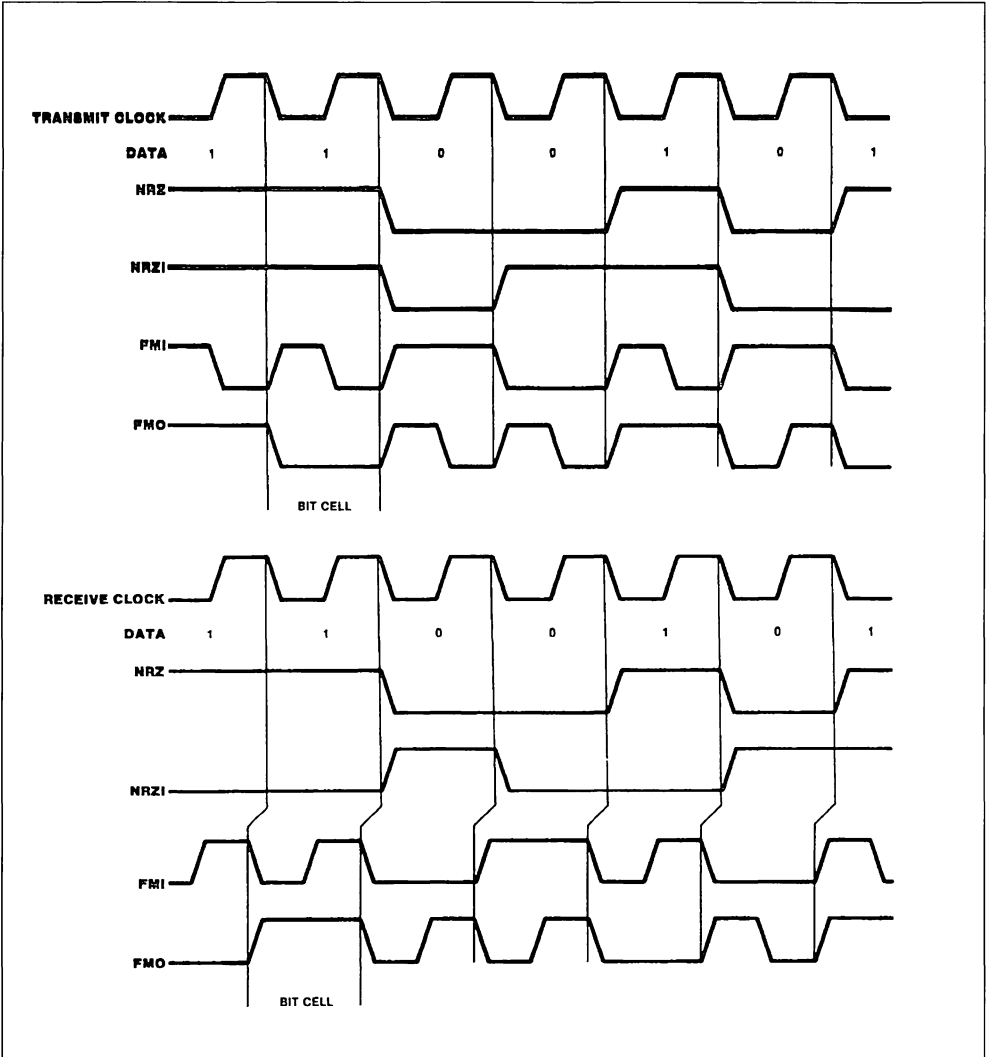 TRANSMIT CLOCK
DATA 1 1 0 0 1 0 1
NRZ
NRZI
FMI
FMO
BIT CELL
RECEIVE CLOCK
DATA 1 1 0 0 1 0 1
NRZ
NRZI
FMI
FMO
BIT CELL